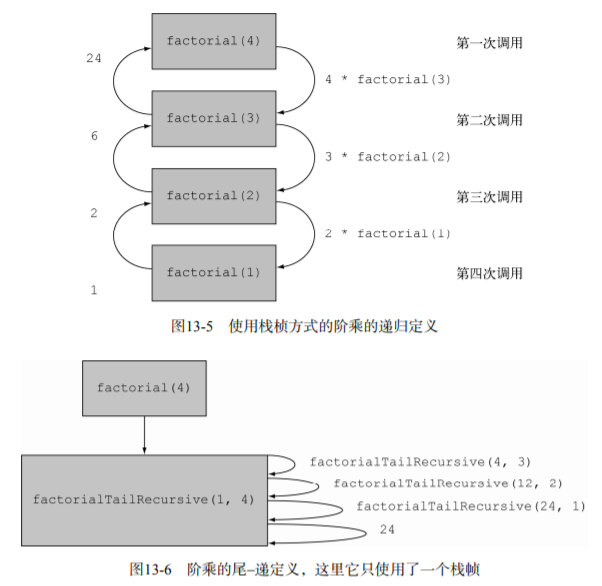 factorial(4) 第一次调用
24
4 * factorial(3)
factorial(3) 第二次调用
6
3 * factorial(2)
factorial(2) 第三次调用
2
2 * factorial(1)
factorial(1) 第四次调用
1
图13-5 使用栈桢方式的阶乘的递归定义
factorial(4)
factorialTailRecursive(4, 3)
factorialTailRecursive(12, 2)
factorialTailRecursive(1, 4)
factorialTailRecursive(24, 1)
24
图13-6 阶乘的尾-递定义，这里它只使用了一个栈帧